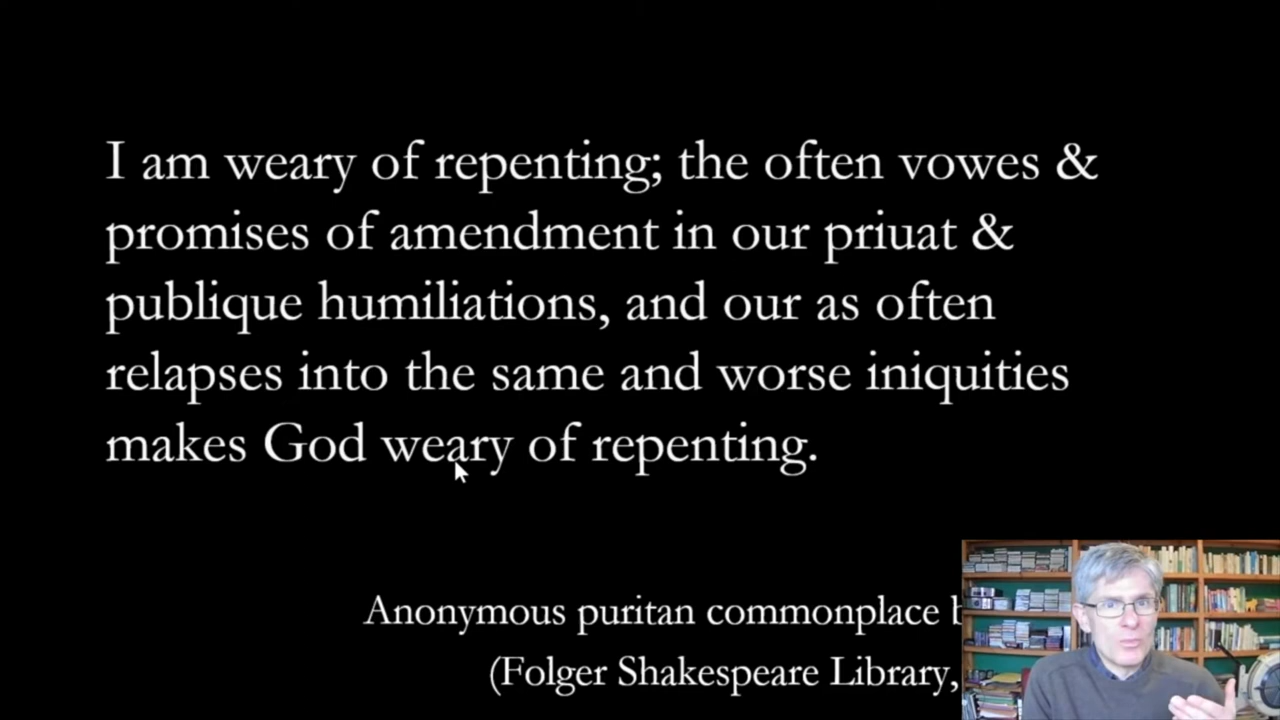 I am weary of repenting; the often vowes &
promises of amendment in our priuat &
publique humiliations, and our as often
relapses into the same and worse iniquities
makes God weary of repenting.
Anonymous puritan commonplace
(Folger Shakespeare Library,